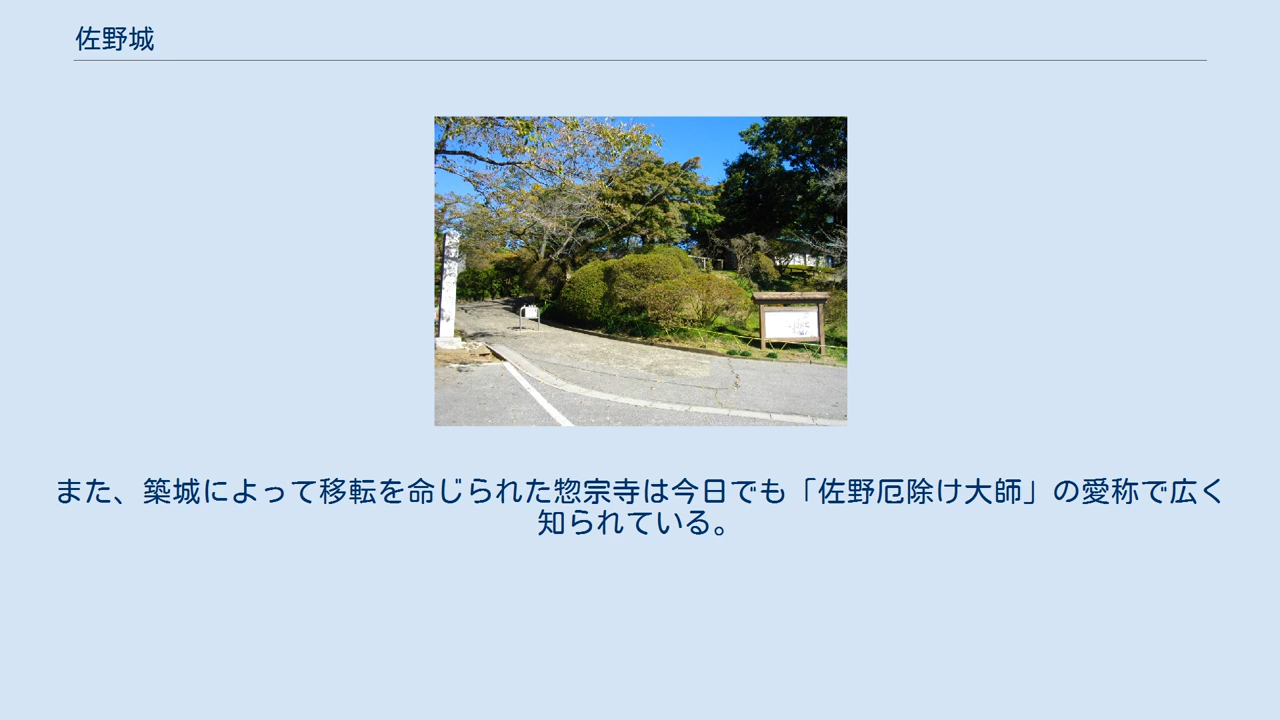 佐野城
また、築城によって移転を命じられた惣宗寺は今日でも「佐野厄除け大師」の愛称で広く
知られている。